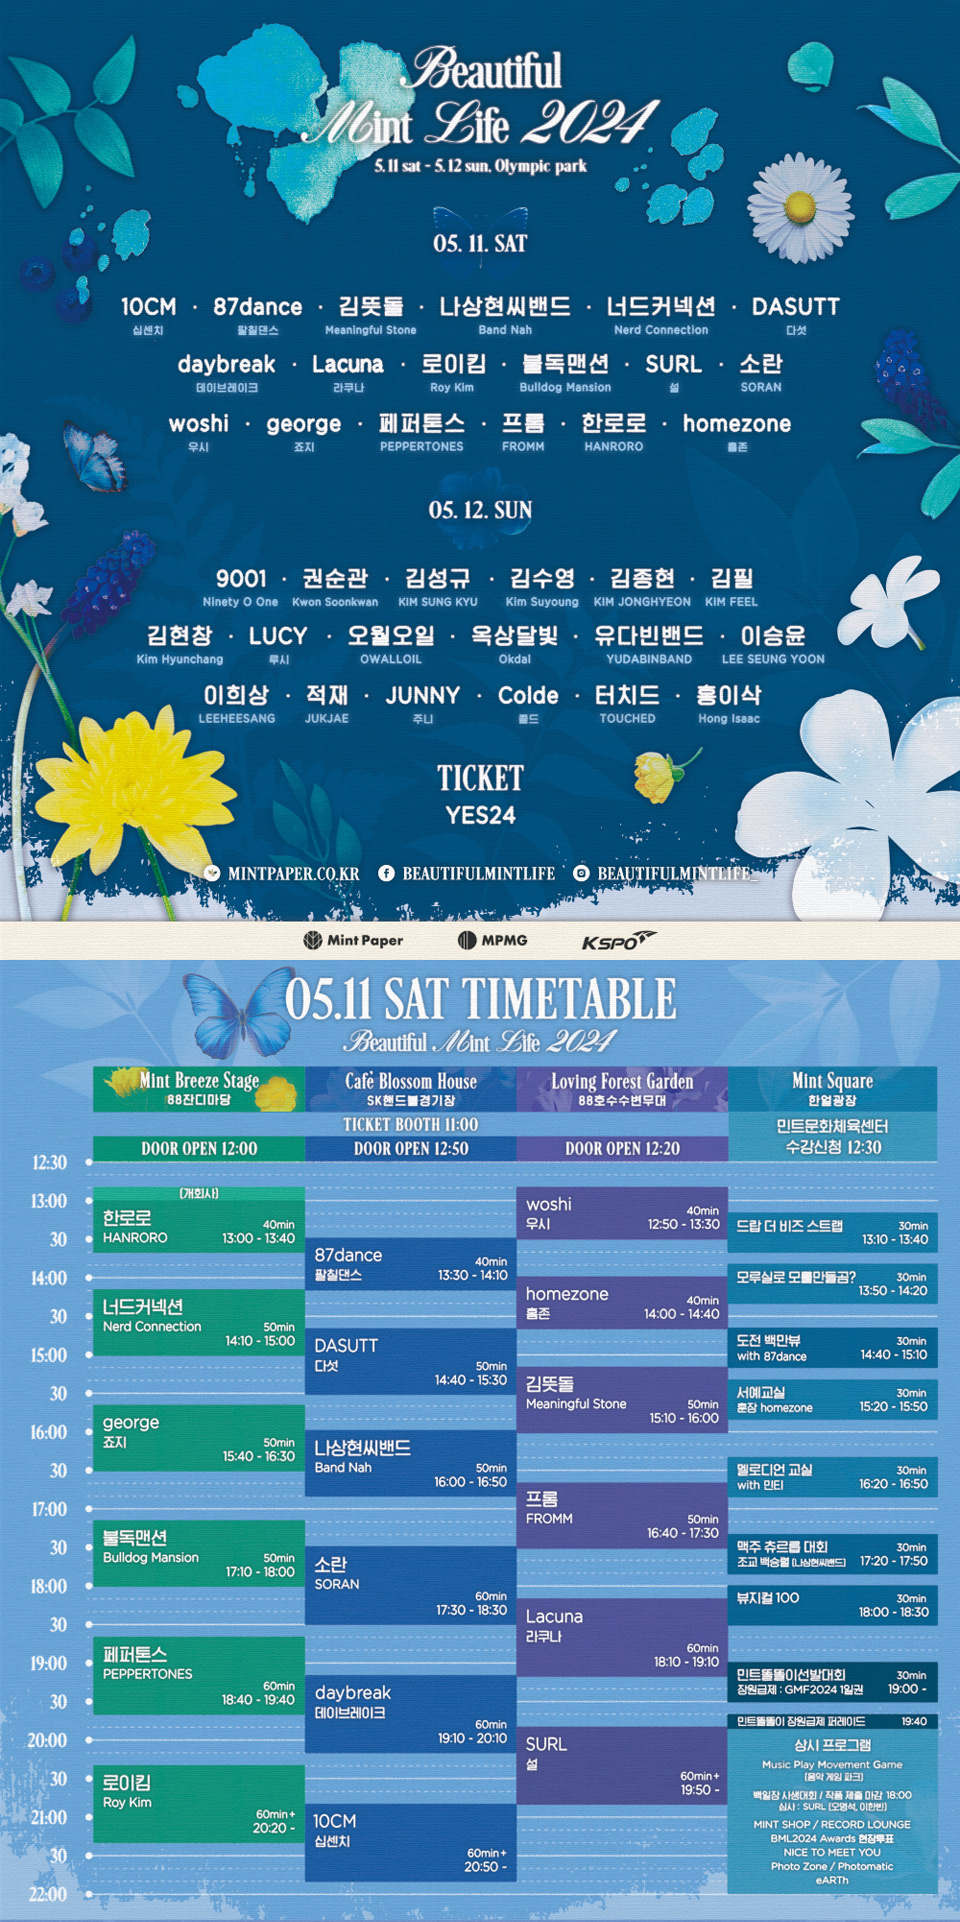 Beautiful
Mint Life 2024
5.11 sat - 5.12 sun, Olympic park
05. 11. SAT
10CM · 87dance · 김뜻돌 · 나상현씨밴드 · 너드커넥션 · DASUTT
십센치 팔칠댄스 Meaningful Stone Band Nah Nerd Connection 다섯
daybreak · Lacuna · 로이킴 · 불독맨션 · SURL · 소란
데이브레이크 라쿠나 Roy Kim Bulldog Mansion 설 SORAN
woshi · george · 페퍼톤스 · 프롬 · 한로로 · homezone
우시 죠지 PEPPERTONES FROMM HANRORO 홈존
05. 12. SUN
9001 · 권순관 · 김성규 · 김수영 · 김종현 · 김필
Ninety O One Kwon Soonkwan KIM SUNG KYU Kim Suyoung KIM JONGHYEON KIM FEEL
김현창 · LUCY · 오월오일 · 옥상달빛 · 유다빈밴드 · 이승윤
Kim Hyunchang 루시 OWALLOIL Okdal YUDABINBAND LEE SEUNG YOON
이희상 · 적재 · JUNNY · Colde · 터치드 · 홍이삭
LEEHEESANG JUKJAE 주니 콜드 TOUCHED Hong Isaac
TICKET
YES24
MINTPAPER.CO.KR BEAUTIFULMINTLIFE BEAUTIFULMINTLIFE_
Mint Paper MPMG KSPO
05.11 SAT TIMETABLE
Beautiful Mint Life 2024
Mint Breeze Stage Cafe Blossom House Loving Forest Garden Mint Square
88잔디마당 SK핸드볼경기장 88호수수변무대 한얼광장
TICKET BOOTH 11:00
민트문화체육센터
수강신청 12:30
DOOR OPEN 12:00 DOOR OPEN 12:50 DOOR OPEN 12:20
12:30
13:00
30
14:00
30
15:00
30
16:00
30
17:00
30
18:00
30
19:00
30
20:00
30
21:00
30
22:00
(개회사)
한로로
HANRORO
40min
13:00 - 13:40
너드커넥션
Nerd Connection
50min
14:10 - 15:00
george
죠지
50min
15:40 - 16:30
불독맨션
Bulldog Mansion
50min
17:10 - 18:00
페퍼톤스
PEPPERTONES
60min
18:40 - 19:40
로이킴
Roy Kim
60min+
20:20 -
87dance
팔칠댄스
40min
13:30 - 14:10
DASUTT
다섯
50min
14:40 - 15:30
나상현씨밴드
Band Nah
50min
16:00 - 16:50
소란
SORAN
60min
17:30 - 18:30
daybreak
데이브레이크
60min
19:10 - 20:10
10CM
십센치
60min+
20:50 -
woshi
우시
40min
12:50 - 13:30
homezone
홈존
40min
14:00 - 14:40
김뜻돌
Meaningful Stone
50min
15:10 - 16:00
프롬
FROMM
50min
16:40 - 17:30
Lacuna
라쿠나
60min
18:10 - 19:10
SURL
설
60min+
19:50 -
드랍 더 비즈 스트랩
30min
13:10 - 13:40
모루실로 모를만들곰?
30min
13:50 - 14:20
도전 백만뷰
with 87dance
30min
14:40 - 15:10
서예교실
훈장 homezone
30min
15:20 - 15:50
멜로디언 교실
with 민티
30min
16:20 - 16:50
맥주 츄르릅 대회
조교 백승렬 (나상현씨밴드)
30min
17:20 - 17:50
뷰지컬 100
30min
18:00 - 18:30
민트똘똘이선발대회
장원급제 : GMF2024 1일권
30min
19:00 -
민트똘똘이 장원급제 퍼레이드 19:40
상시 프로그램
Music Play Movement Game
(음악 게임 파크)
백일장 사생대회 / 작품 제출 마감 18:00
심사 : SURL (오명석, 이한빈)
MINT SHOP / RECORD LOUNGE
BML2024 Awards 현장투표
NICE TO MEET YOU
Photo Zone / Photomatic
eARTh